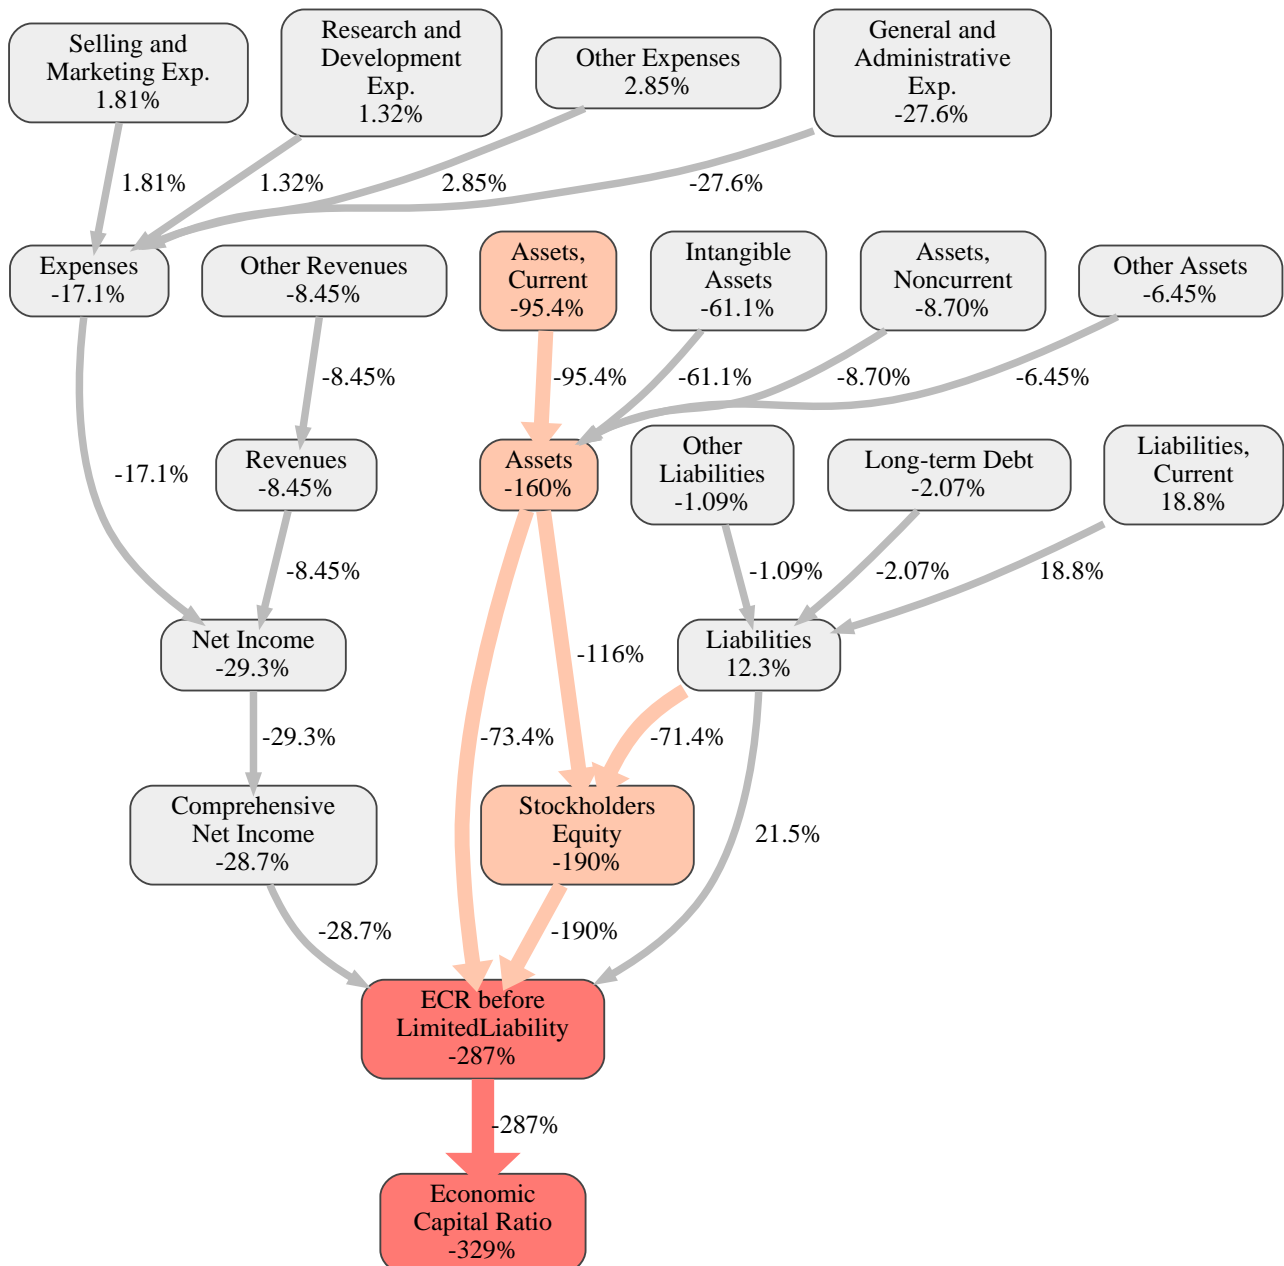 Selling and
Marketing Exp.
1.81%
Research and
Development
Exp.
1.32%
Other Expenses
2.85%
General and
Administrative
Exp.
-27.6%
1.81%
1.32%
2.85%
-27.6%
Expenses
-17.1%
Other Revenues
-8.45%
Assets,
Current
-95.4%
Intangible
Assets
-61.1%
Assets,
Noncurrent
-8.70%
Other Assets
-6.45%
-8.45%
-95.4%
-61.1%
-8.70%
-6.45%
-17.1%
Revenues
-8.45%
Assets
-160%
Other
Liabilities
-1.09%
Long-term Debt
-2.07%
Liabilities,
Current
18.8%
-8.45%
-1.09%
-2.07%
18.8%
Net Income
-29.3%
-116%
Liabilities
12.3%
-29.3%
-73.4%
-71.4%
Comprehensive
Net Income
-28.7%
Stockholders
Equity
-190%
21.5%
-28.7%
-190%
ECR before
LimitedLiability
-287%
-287%
Economic
Capital Ratio
-329%